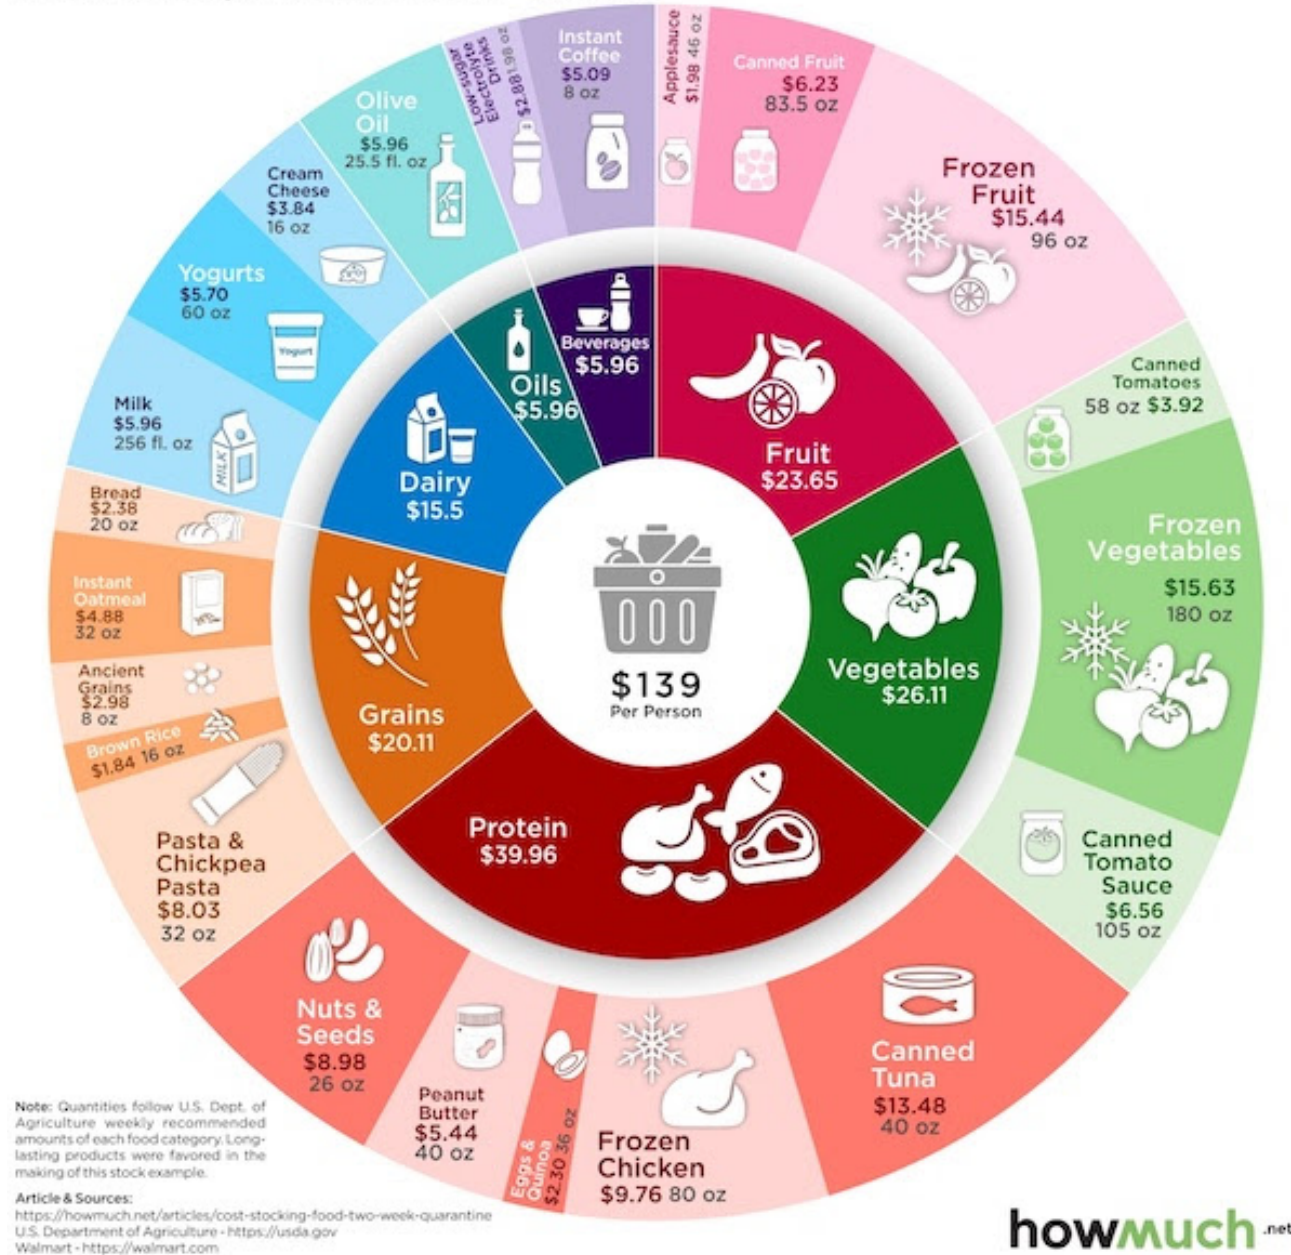 Instant
Coffee
$5.09
8 oz
Applesauce
$1.98 46 oz
Canned Fruit
$6.23
83.5 oz
Frozen
Fruit
$15.44
96 oz
Canned
Tomatoes
58 oz $3.92
Frozen
Vegetables
$15.63
180 oz
Canned
Tomato
Sauce
$6.56
105 oz
Canned
Tuna
$13.48
40 oz
Frozen
Chicken
$9.76 80 oz
Eggs &
Quinoa
$2.30 36 oz
Peanut
Butter
$5.44
40 oz
Nuts &
Seeds
$8.98
26 oz
Pasta &
Chickpea
Pasta
$8.03
32 oz
Brown Rice
$1.84 16 oz
Ancient
Grains
$2.98
8 oz
Instant
Oatmeal
$4.88
32 oz
Bread
$2.38
20 oz
Milk
$5.96
256 fl. oz
MILK
Yogurts
$5.70
60 oz
Yogurt
Cream
Cheese
$3.84
16 oz
Olive
Oil
$5.96
25.5 fl. oz
Low-sugar
Electrolyte
Drinks
Beverages
$5.96
Fruit
$23.65
Vegetables
$26.11
Protein
$39.96
Grains
$20.11
Dairy
$15.5
Oils
$5.96
$139
Per Person
Note: Quantities follow U.S. Dept. of
Agriculture weekly recommended
amounts of each food category. Long-
lasting products were favored in the
making of this stock example.
Article & Sources:
https://howmuch.net/articles/cost-stocking-food-two-week-quarantine
U.S. Department of Agriculture - https://usda.gov
Walmart - https://walmart.com
howmuch.net